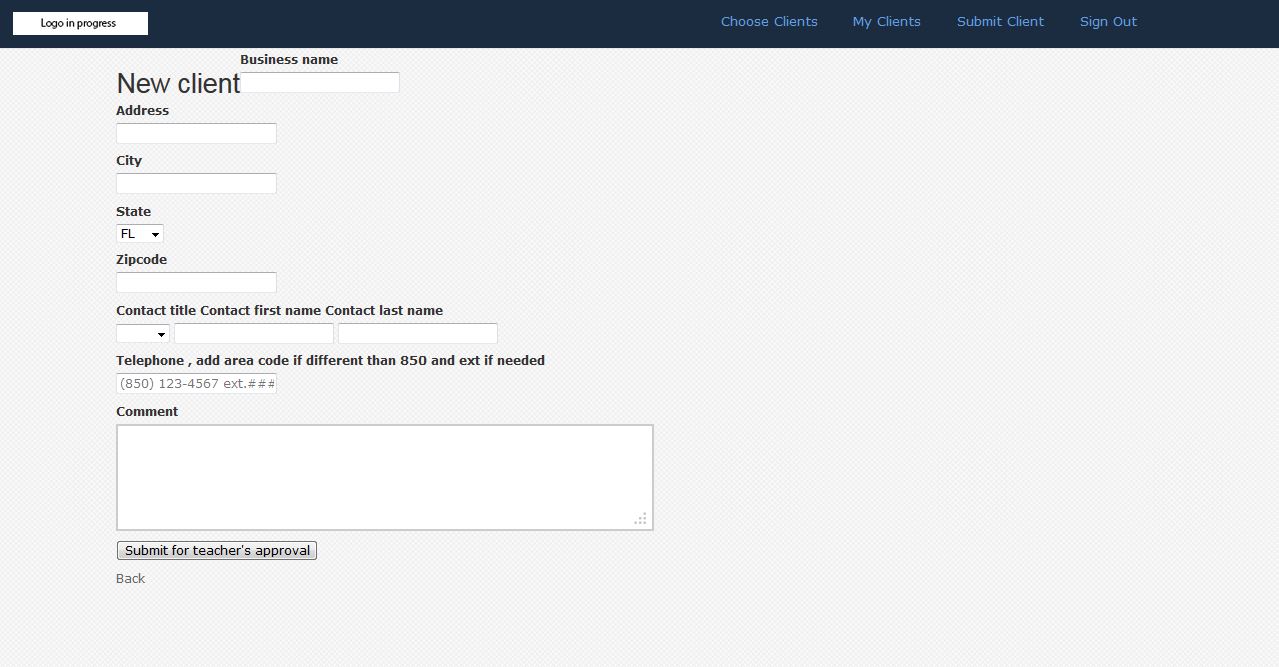 Logo in progress
Choose Clients My Clients Submit Client Sign Out
Business name
New client
Address
City
State
FL
Zipcode
Contact title Contact first name Contact last name
Telephone , add area code if different than 850 and ext if needed
(850) 123-4567 ext.###
Comment
Submit for teacher's approval
Back